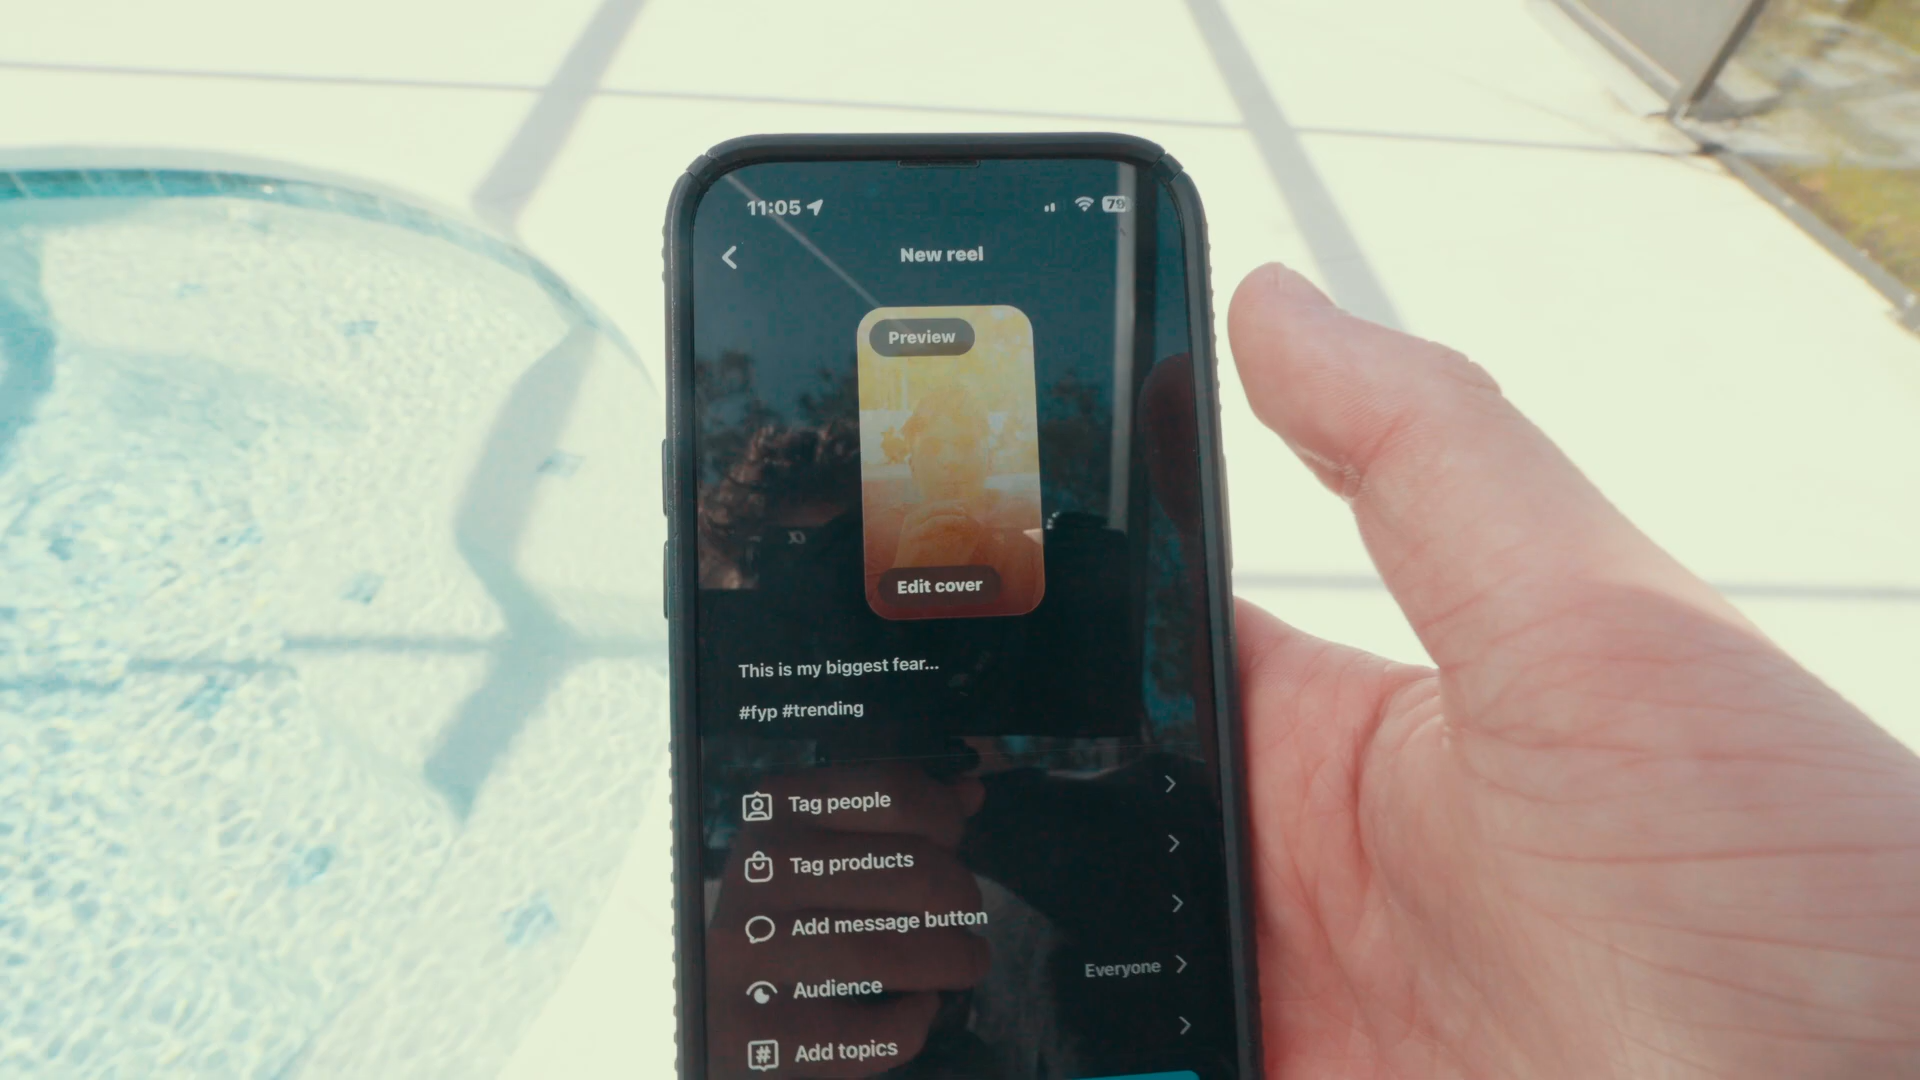 11:05
79
New reel
Preview
Edit cover
This is my biggest fear...
#fyp #trending
Tag people
Tag products
Add message button
Audience
Everyone
Add topics